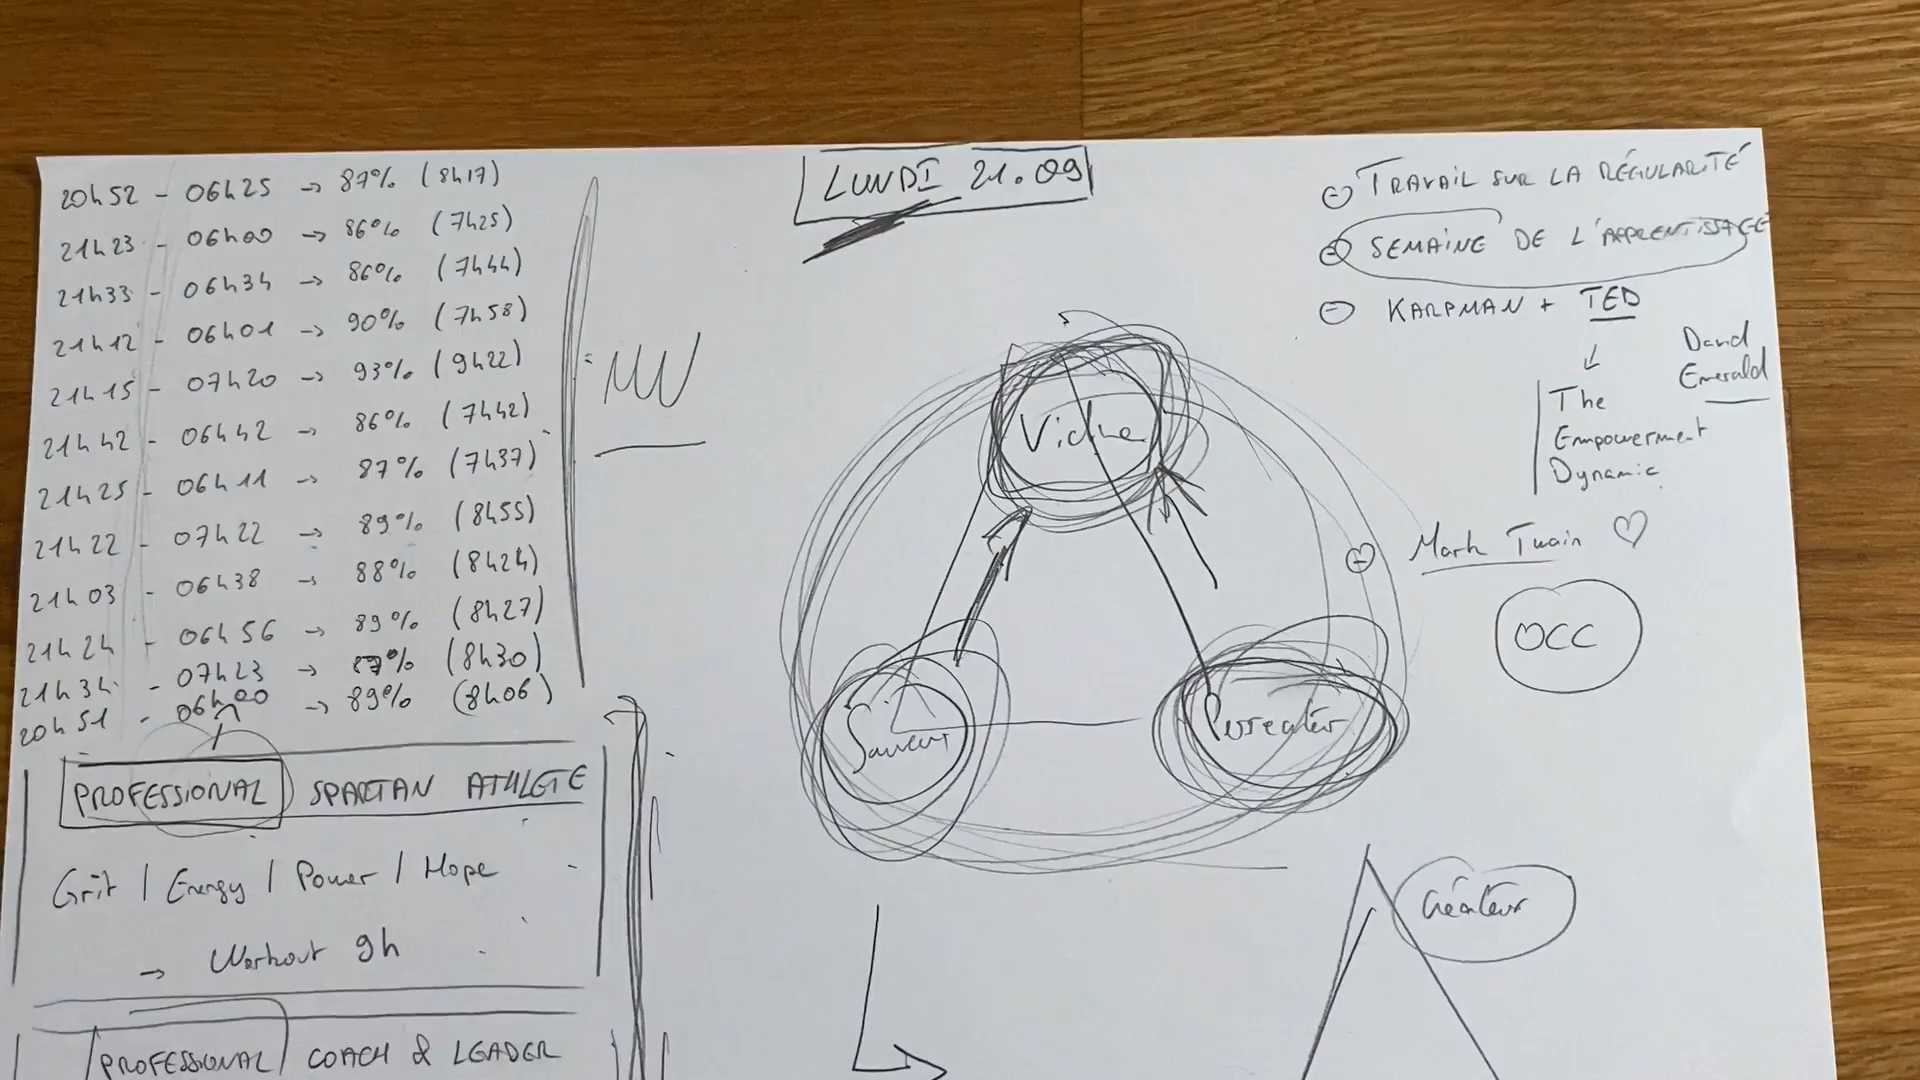 20h52 - 06h25 → 87% (8h17)
21h23 - 06h00 → 86% (7h25)
21h33 - 06h34 → 86% (7h44)
21h12 - 06h01 → 90% (7h58)
21h15 - 07h20 → 93% (9h22)
21h42 - 06h42 → 86% (7h42)
21h25 - 06h11 → 87% (7h37)
21h22 - 07h22 → 89% (8h55)
21h03 - 06h38 → 88% (8h24)
21h24 - 06h56 → 89% (8h27)
21h34 - 07h23 → 87% (8h30)
20h51 - 06h00 → 89% (8h06)
PROFESSIONAL SPARTAN ATHLETE
Grit | Energy | Power | Hope
→ Workout 9h
PROFESSIONAL COACH & LEADER
LUNDI 21.09
Victime
Sauveur
Persécuteur
TRAVAIL SUR LA RÉGULARITÉ
SEMAINE DE L'APPRENTISSAGE
KARPMAN + TED
David
Emerald
The
Empowerment
Dynamic
Mark Twain ♡
OCC
Créateur